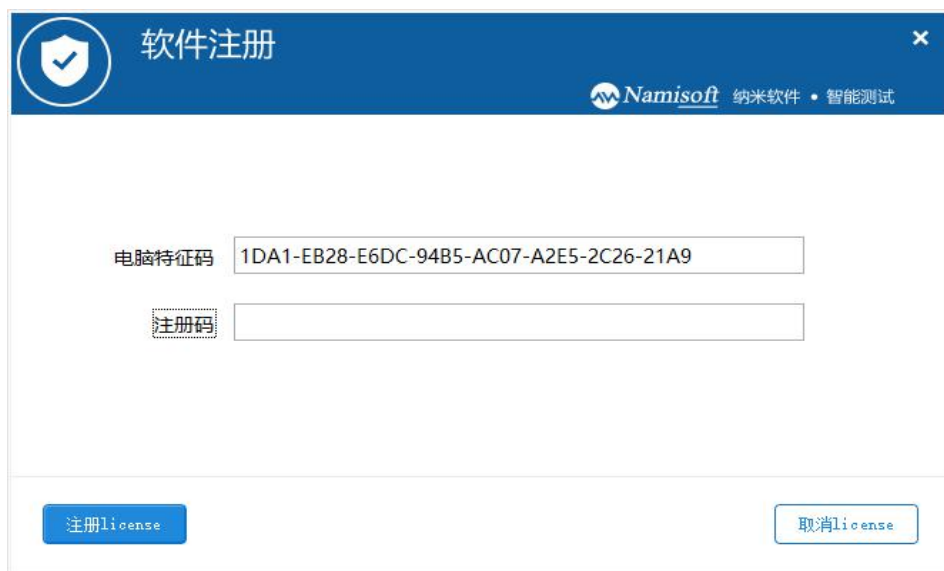 软件注册
Namisoft 纳米软件 • 智能测试
电脑特征码 1DA1-EB28-E6DC-94B5-AC07-A2E5-2C26-21A9
注册码
注册license 取消license